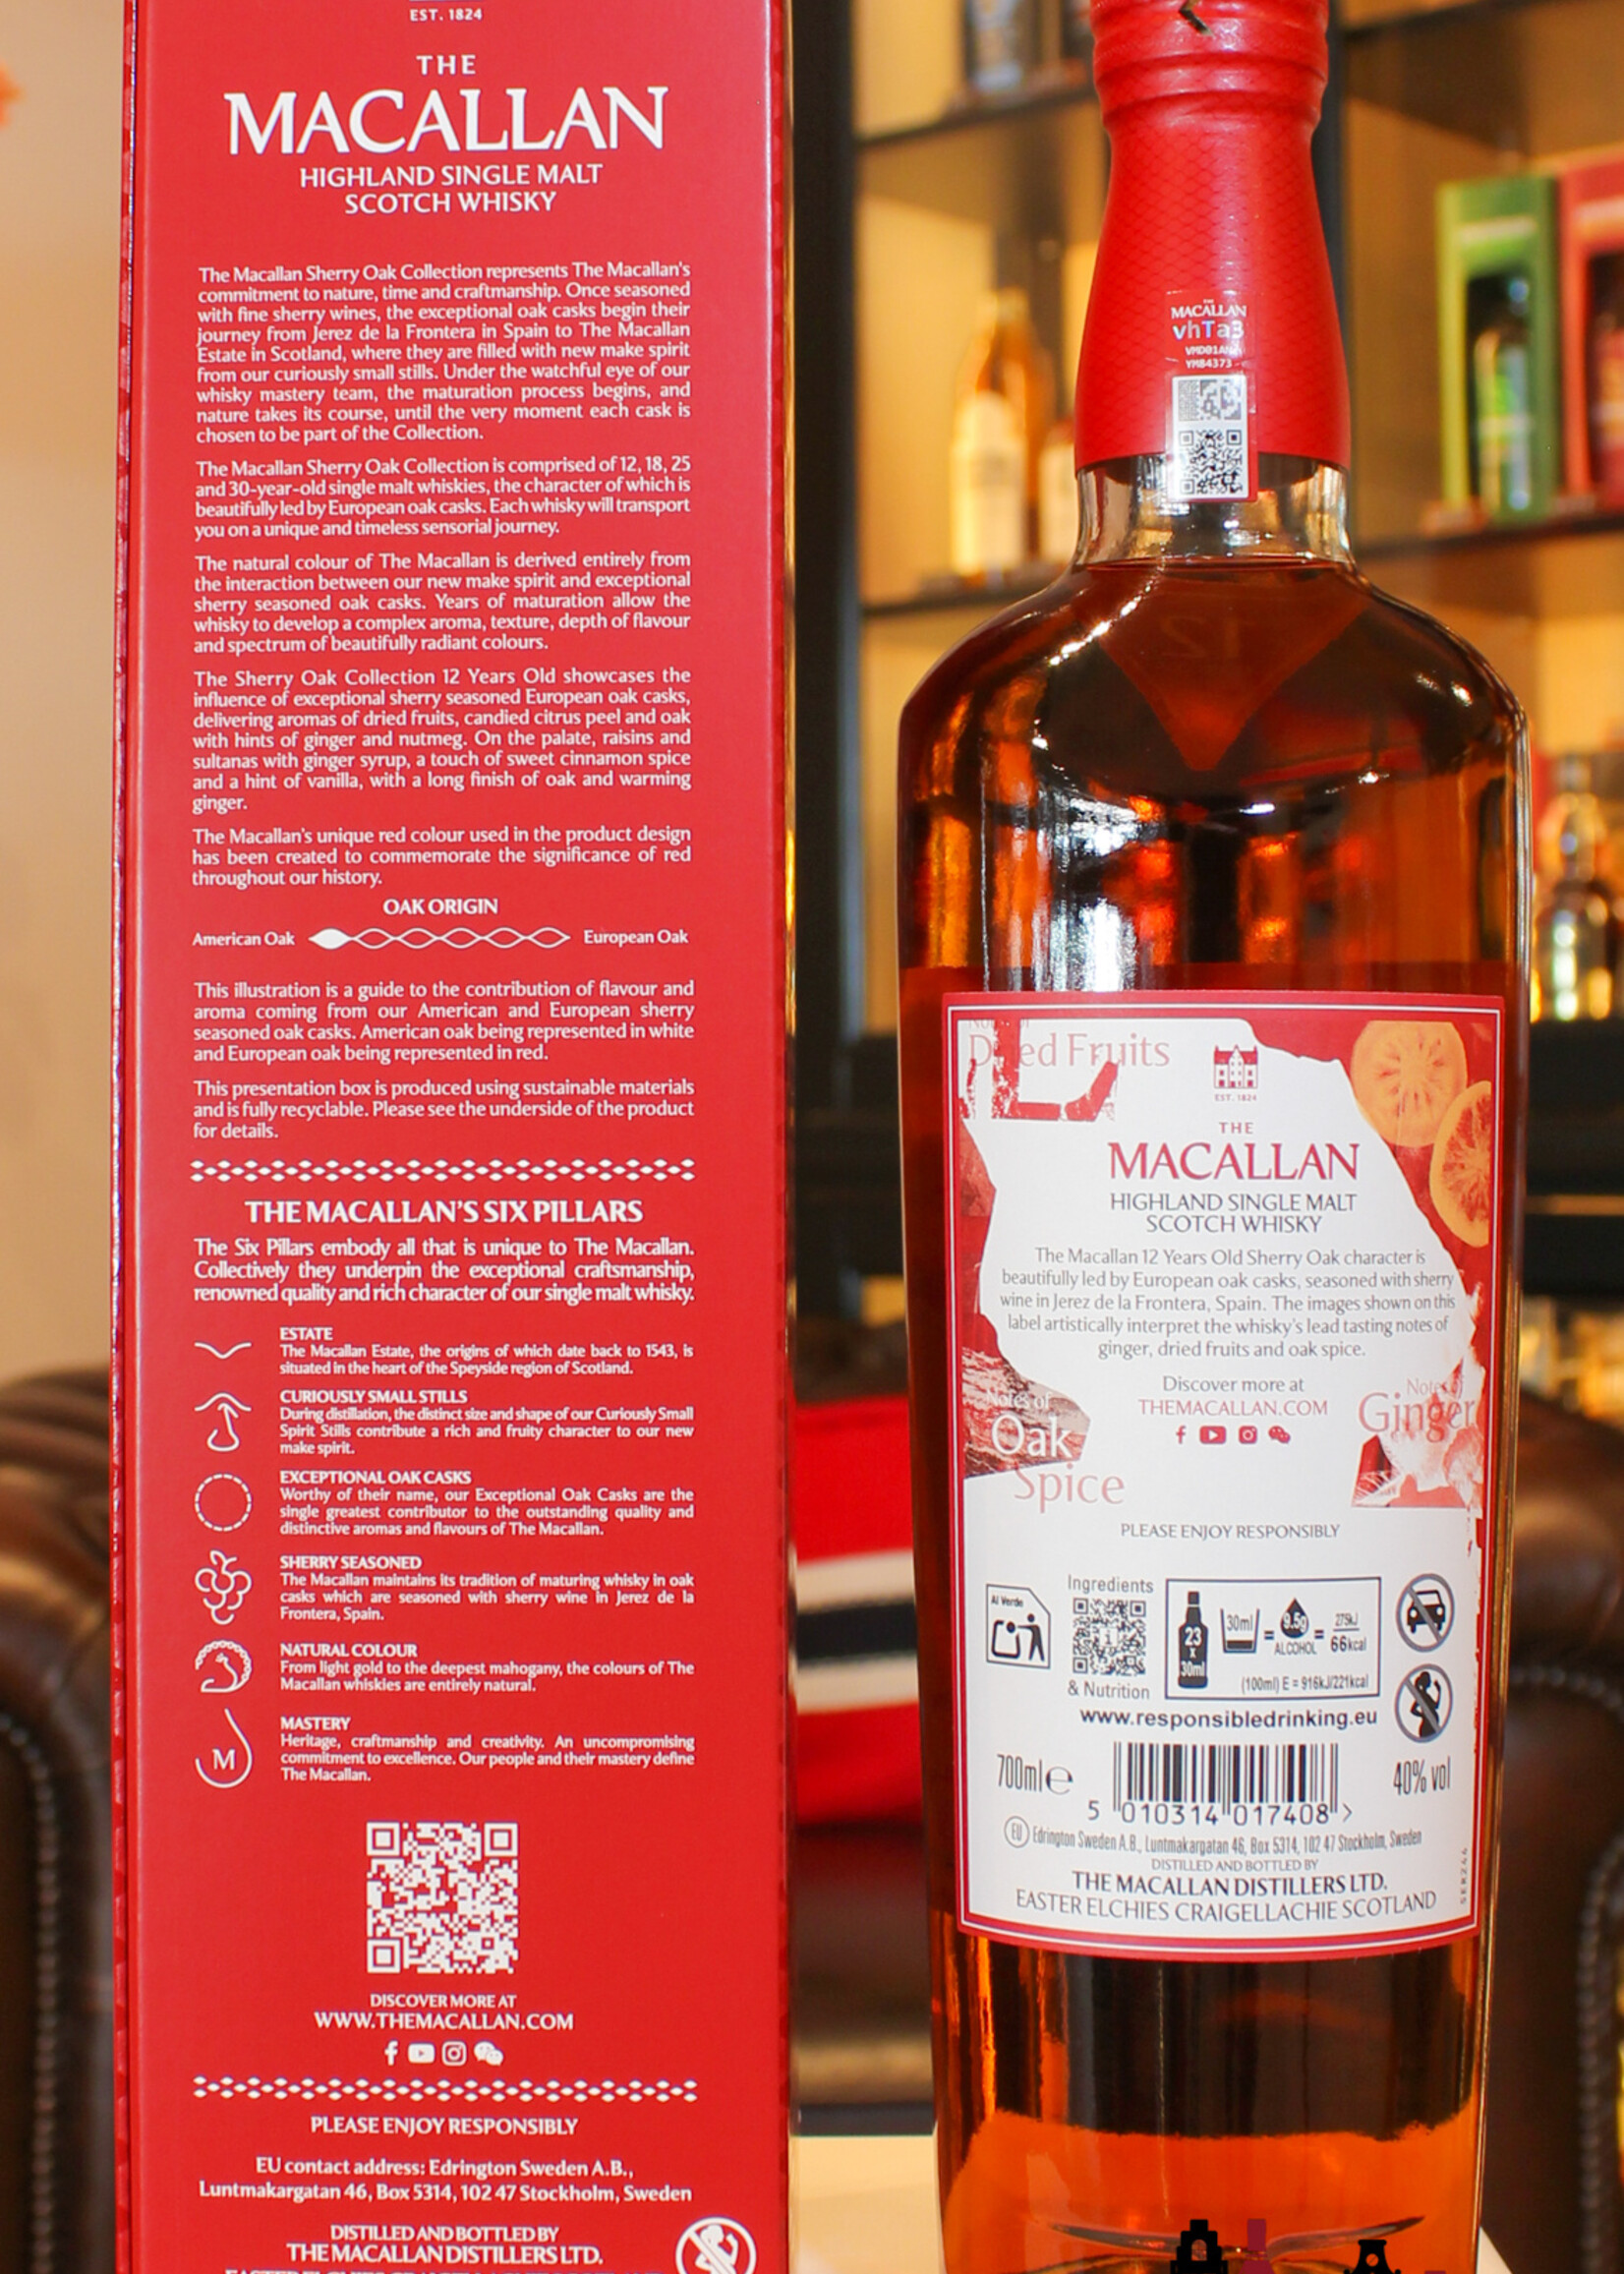 EST. 1824
THE
MACALLAN
HIGHLAND SINGLE MALT
SCOTCH WHISKY
The Macallan Sherry Oak Collection represents The Macallan's
commitment to nature, time and craftmanship. Once seasoned
with fine sherry wines, the exceptional oak casks begin their
journey from Jerez de la Frontera in Spain to The Macallan
Estate in Scotland, where they are filled with new make spirit
from our curiously small stills. Under the watchful eye of our
whisky mastery team, the maturation process begins, and
nature takes its course, until the very moment each cask is
chosen to be part of the Collection.
The Macallan Sherry Oak Collection is comprised of 12, 18, 25
and 30-year-old single malt whiskies, the character of which is
beautifully led by European oak casks. Each whisky will transport
you on a unique and timeless sensorial journey.
The natural colour of The Macallan is derived entirely from
the interaction between our new make spirit and exceptional
sherry seasoned oak casks. Years of maturation allow the
whisky to develop a complex aroma, texture, depth of flavour
and spectrum of beautifully radiant colours.
The Sherry Oak Collection 12 Years Old showcases the
influence of exceptional sherry seasoned European oak casks,
delivering aromas of dried fruits, candied citrus peel and oak
with hints of ginger and nutmeg. On the palate, raisins and
sultanas with ginger syrup, a touch of sweet cinnamon spice
and a hint of vanilla, with a long finish of oak and warming
ginger.
The Macallan's unique red colour used in the product design
has been created to commemorate the significance of red
throughout our history.
OAK ORIGIN
American Oak European Oak
This illustration is a guide to the contribution of flavour and
aroma coming from our American and European sherry
seasoned oak casks. American oak being represented in white
and European oak being represented in red.
This presentation box is produced using sustainable materials
and is fully recyclable. Please see the underside of the product
for details.
THE MACALLAN'S SIX PILLARS
The Six Pillars embody all that is unique to The Macallan.
Collectively they underpin the exceptional craftsmanship,
renowned quality and rich character of our single malt whisky.
ESTATE
The Macallan Estate, the origins of which date back to 1543, is
situated in the heart of the Speyside region of Scotland.
CURIOUSLY SMALL STILLS
During distillation, the distinct size and shape of our Curiously Small
Spirit Stills contribute a rich and fruity character to our new
make spirit.
EXCEPTIONAL OAK CASKS
Worthy of their name, our Exceptional Oak Casks are the
single greatest contributor to the outstanding quality and
distinctive aromas and flavours of The Macallan.
SHERRY SEASONED
The Macallan maintains its tradition of maturing whisky in oak
casks which are seasoned with sherry wine in Jerez de la
Frontera, Spain.
NATURAL COLOUR
From light gold to the deepest mahogany, the colours of The
Macallan whiskies are entirely natural.
M
MASTERY
Heritage, craftmanship and creativity. An uncompromising
commitment to excellence. Our people and their mastery define
The Macallan.
DISCOVER MORE AT
WWW.THEMACALLAN.COM
PLEASE ENJOY RESPONSIBLY
EU contact address: Edrington Sweden A.B.,
Luntmakargatan 46, Box 5314, 102 47 Stockholm, Sweden
DISTILLED AND BOTTLED BY
THE MACALLAN DISTILLERS LTD.
THE
MACALLAN
vhTa3
YM84373
Dried Fruits
EST. 1824
THE
MACALLAN
HIGHLAND SINGLE MALT
SCOTCH WHISKY
The Macallan 12 Years Old Sherry Oak character is
beautifully led by European oak casks, seasoned with sherry
wine in Jerez de la Frontera, Spain. The images shown on this
label artistically interpret the whisky's lead tasting notes of
ginger, dried fruits and oak spice.
Discover more at
THEMACALLAN.COM
Notes of
Oak
Spice
Notes of
Ginger
PLEASE ENJOY RESPONSIBLY
Al Verde
Ingredients
& Nutrition
23
x
30ml
30ml = 9.5g = 275kJ
ALCOHOL 66kcal
(100ml) E = 916kJ/221kcal
www.responsibledrinking.eu
700ml e
40% vol
5 010314 017408 >
EU Edrington Sweden A.B., Luntmakargatan 46, Box 5314, 102 47 Stockholm, Sweden
DISTILLED AND BOTTLED BY
THE MACALLAN DISTILLERS LTD.
EASTER ELCHIES CRAIGELLACHIE SCOTLAND